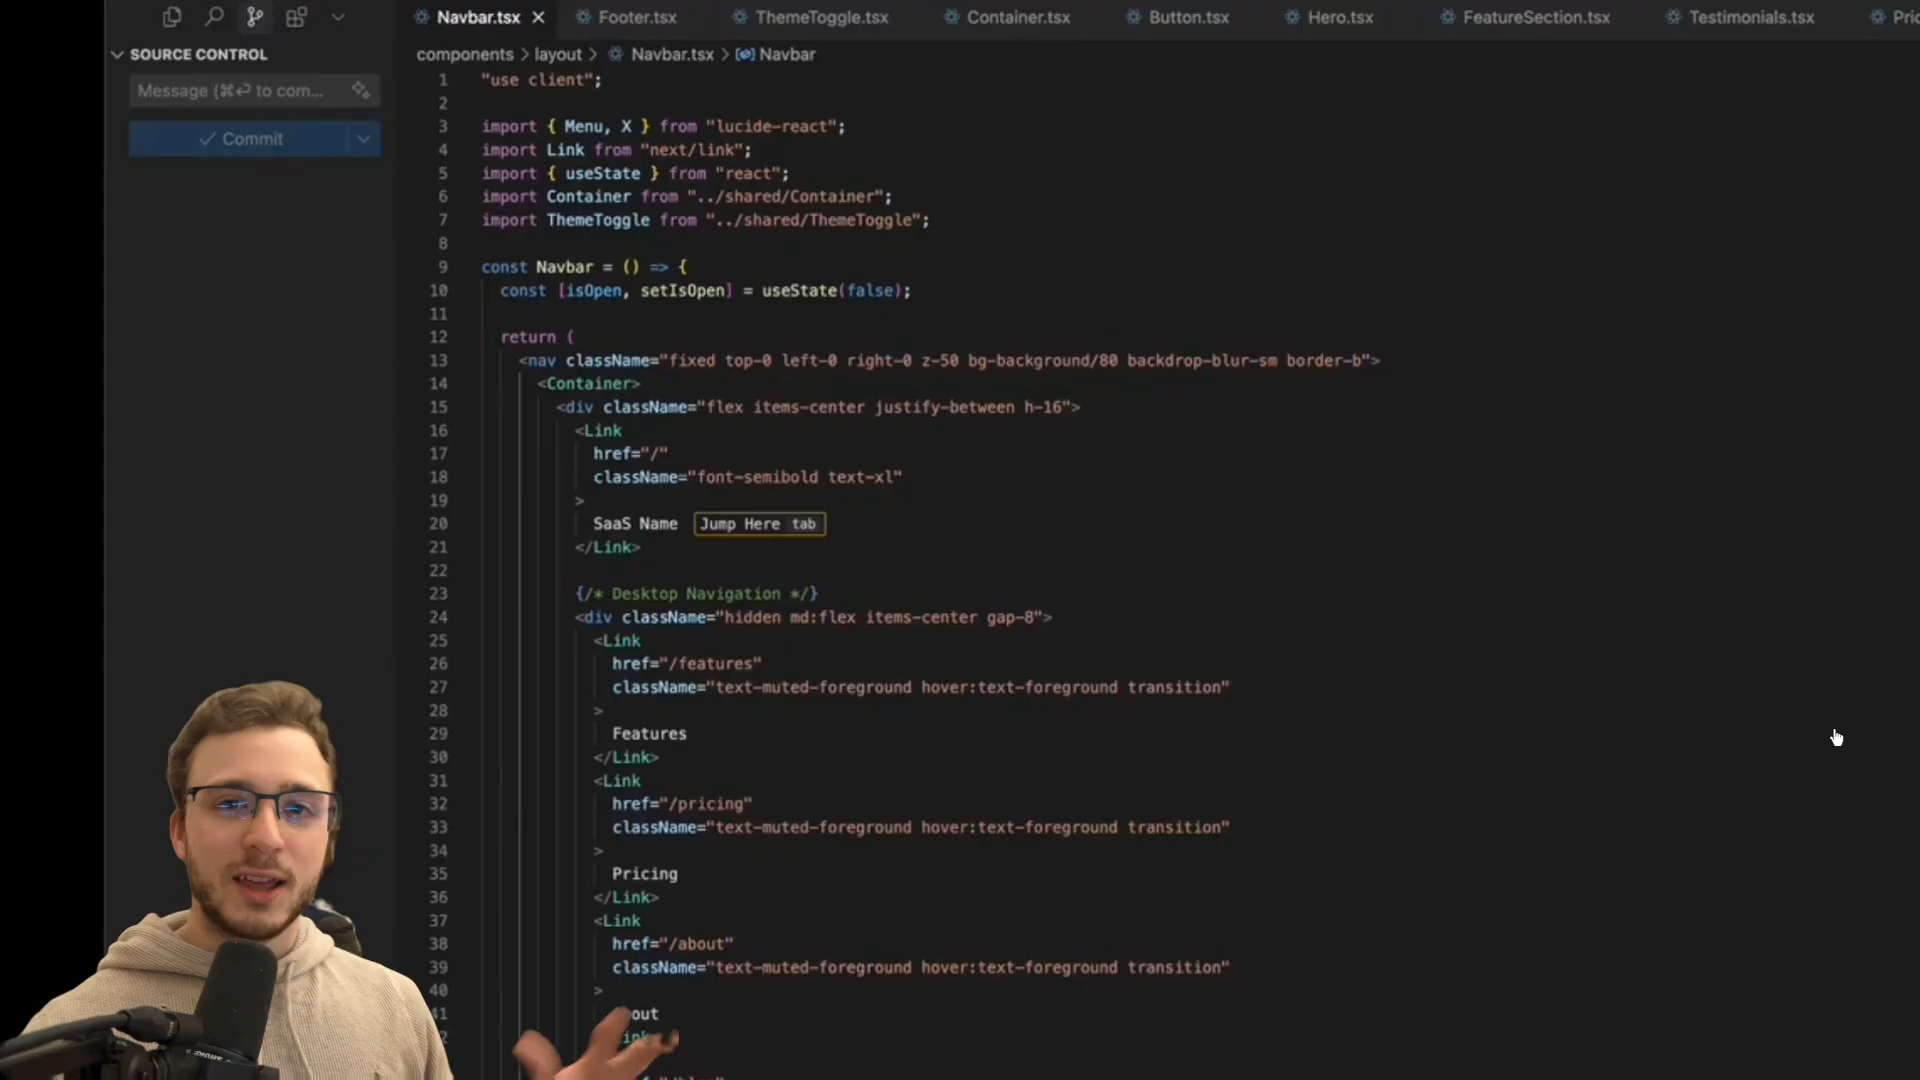 Navbar.tsx
Footer.tsx
ThemeToggle.tsx
Container.tsx
Button.tsx
Hero.tsx
FeatureSection.tsx
Testimonials.tsx
SOURCE CONTROL
Message (⌘⏎ to com...
Commit
components > layout > Navbar.tsx > Navbar
1 "use client";
2
3 import { Menu, X } from "lucide-react";
4 import Link from "next/link";
5 import { useState } from "react";
6 import Container from "../shared/Container";
7 import ThemeToggle from "../shared/ThemeToggle";
8
9 const Navbar = () => {
10 const [isOpen, setIsOpen] = useState(false);
11
12 return (
13 <nav className="fixed top-0 left-0 right-0 z-50 bg-background/80 backdrop-blur-sm border-b">
14 <Container>
15 <div className="flex items-center justify-between h-16">
16 <Link
17 href="/"
18 className="font-semibold text-xl"
19 >
20 SaaS Name Jump Here tab
21 </Link>
22
23 {/* Desktop Navigation */}
24 <div className="hidden md:flex items-center gap-8">
25 <Link
26 href="/features"
27 className="text-muted-foreground hover:text-foreground transition"
28 >
29 Features
30 </Link>
31 <Link
32 href="/pricing"
33 className="text-muted-foreground hover:text-foreground transition"
34 >
35 Pricing
36 </Link>
37 <Link
38 href="/about"
39 className="text-muted-foreground hover:text-foreground transition"
40 >
41